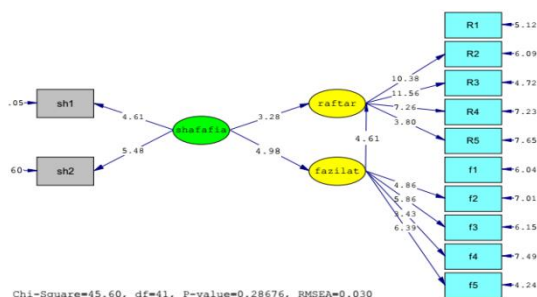 R1
5.12
R2
6.09
10.38
.05
sh1
raftar
11.56
R3
4.72
4.61
3.28
7.26
R4
7.23
shafafia
3.80
R5
7.65
4.61
5.48
4.98
f1
6.04
60
sh2
fazilat
4.86
f2
7.01
5.86
f3
6.15
3.43
6.39
f4
7.49
f5
4.24
Chi-Square=45.60, df=41, P-value=0.28676, RMSEA=0.030